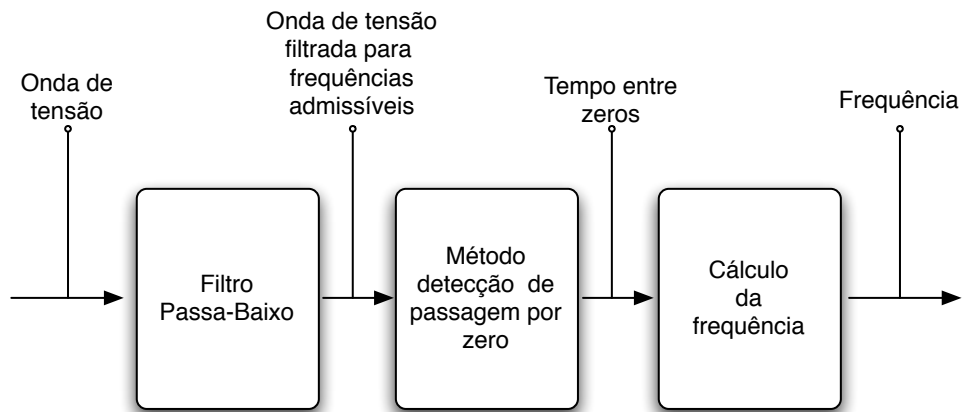 Onda de
tensão
Onda de tensão
filtrada para
frequências
admissíveis
Tempo entre
zeros
Frequência
Filtro
Passa-Baixo
Método
detecção de
passagem por
zero
Cálculo
da
frequência